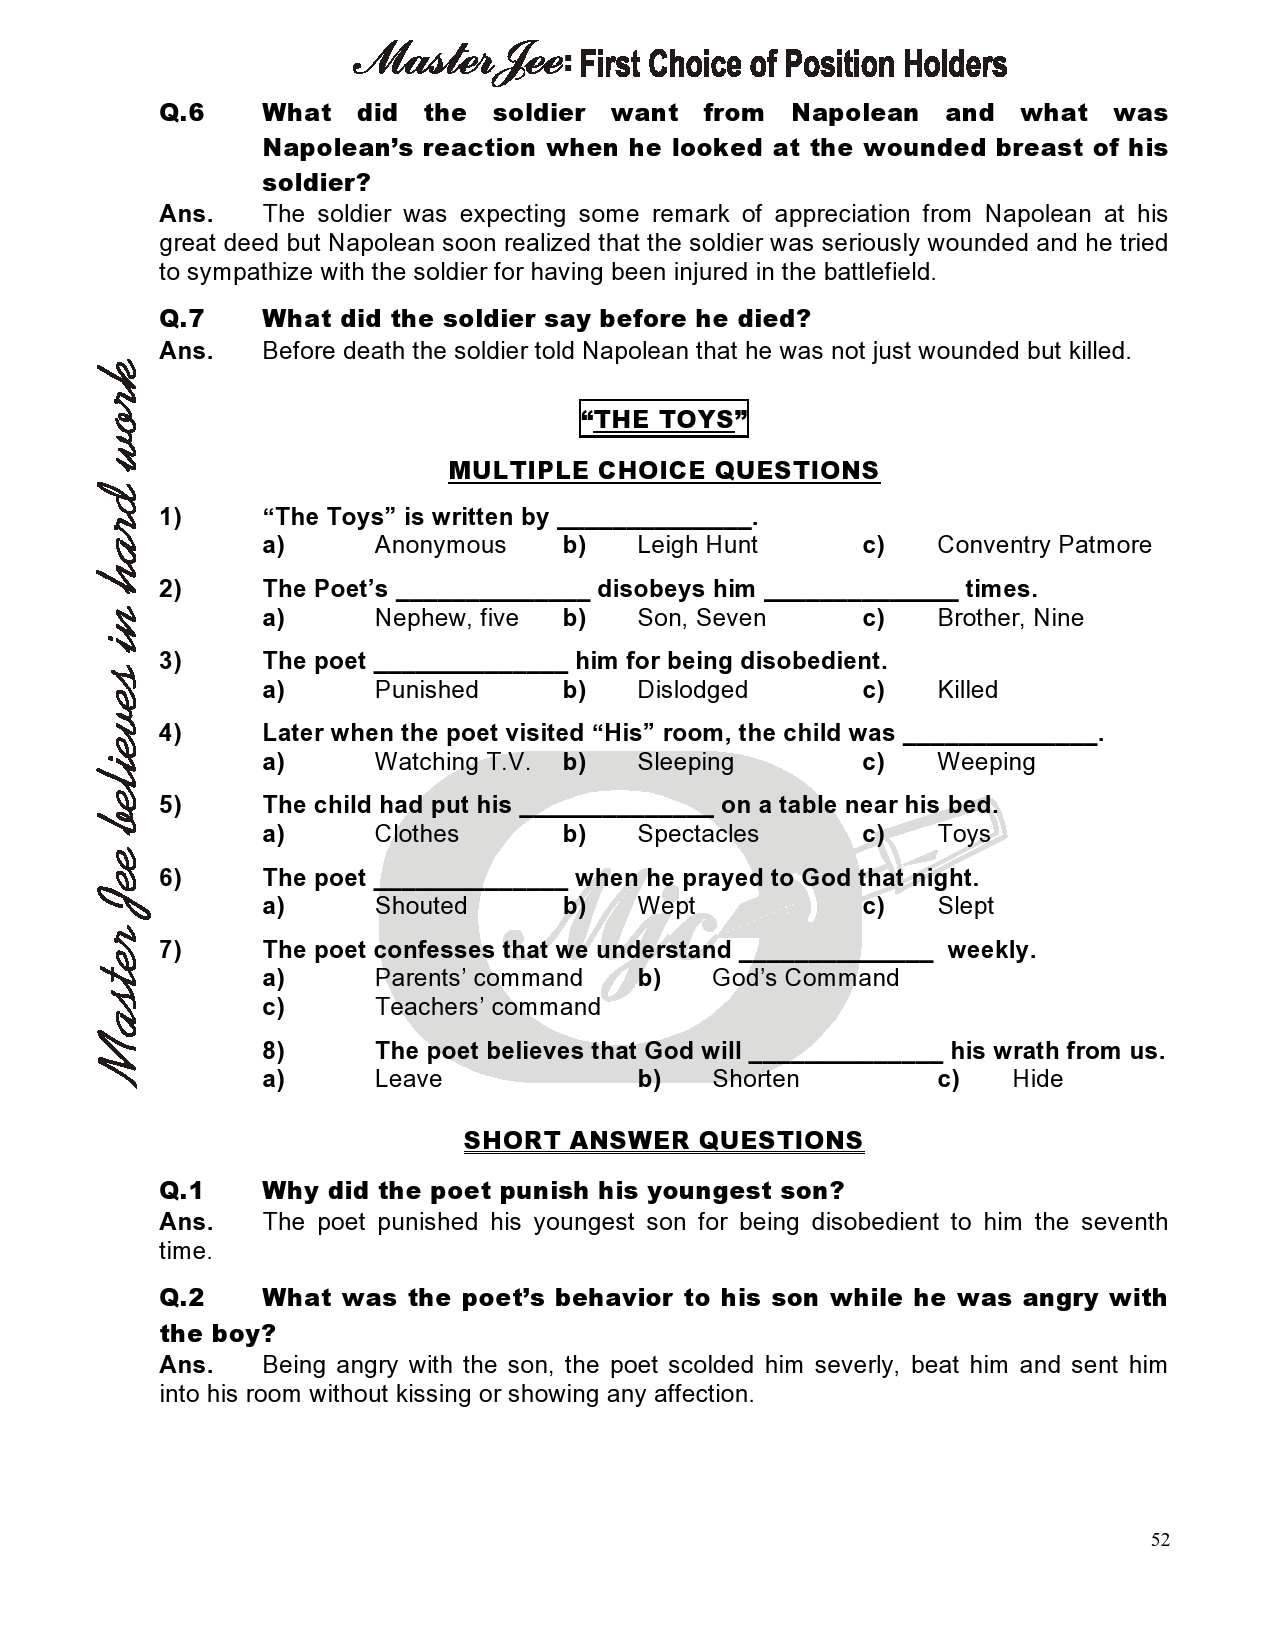 Master Jee: First Choice of Position Holders
Q.6 What did the soldier want from Napolean and what was
Napolean’s reaction when he looked at the wounded breast of his
soldier?
Ans. The soldier was expecting some remark of appreciation from Napolean at his
great deed but Napolean soon realized that the soldier was seriously wounded and he tried
to sympathize with the soldier for having been injured in the battlefield.
Q.7 What did the soldier say before he died?
Ans. Before death the soldier told Napolean that he was not just wounded but killed.
Master Jee believes in hard work
“THE TOYS”
MULTIPLE CHOICE QUESTIONS
1) “The Toys” is written by ______________.
a) Anonymous b) Leigh Hunt c) Conventry Patmore
2) The Poet’s ______________ disobeys him ______________ times.
a) Nephew, five b) Son, Seven c) Brother, Nine
3) The poet ______________ him for being disobedient.
a) Punished b) Dislodged c) Killed
4) Later when the poet visited “His” room, the child was ______________.
a) Watching T.V. b) Sleeping c) Weeping
5) The child had put his ______________ on a table near his bed.
a) Clothes b) Spectacles c) Toys
6) The poet ______________ when he prayed to God that night.
a) Shouted b) Wept c) Slept
Mjc
7) The poet confesses that we understand ______________ weekly.
a) Parents’ command b) God’s Command
c) Teachers’ command
8) The poet believes that God will ______________ his wrath from us.
a) Leave b) Shorten c) Hide
SHORT ANSWER QUESTIONS
Q.1 Why did the poet punish his youngest son?
Ans. The poet punished his youngest son for being disobedient to him the seventh
time.
Q.2 What was the poet’s behavior to his son while he was angry with
the boy?
Ans. Being angry with the son, the poet scolded him severly, beat him and sent him
into his room without kissing or showing any affection.
52